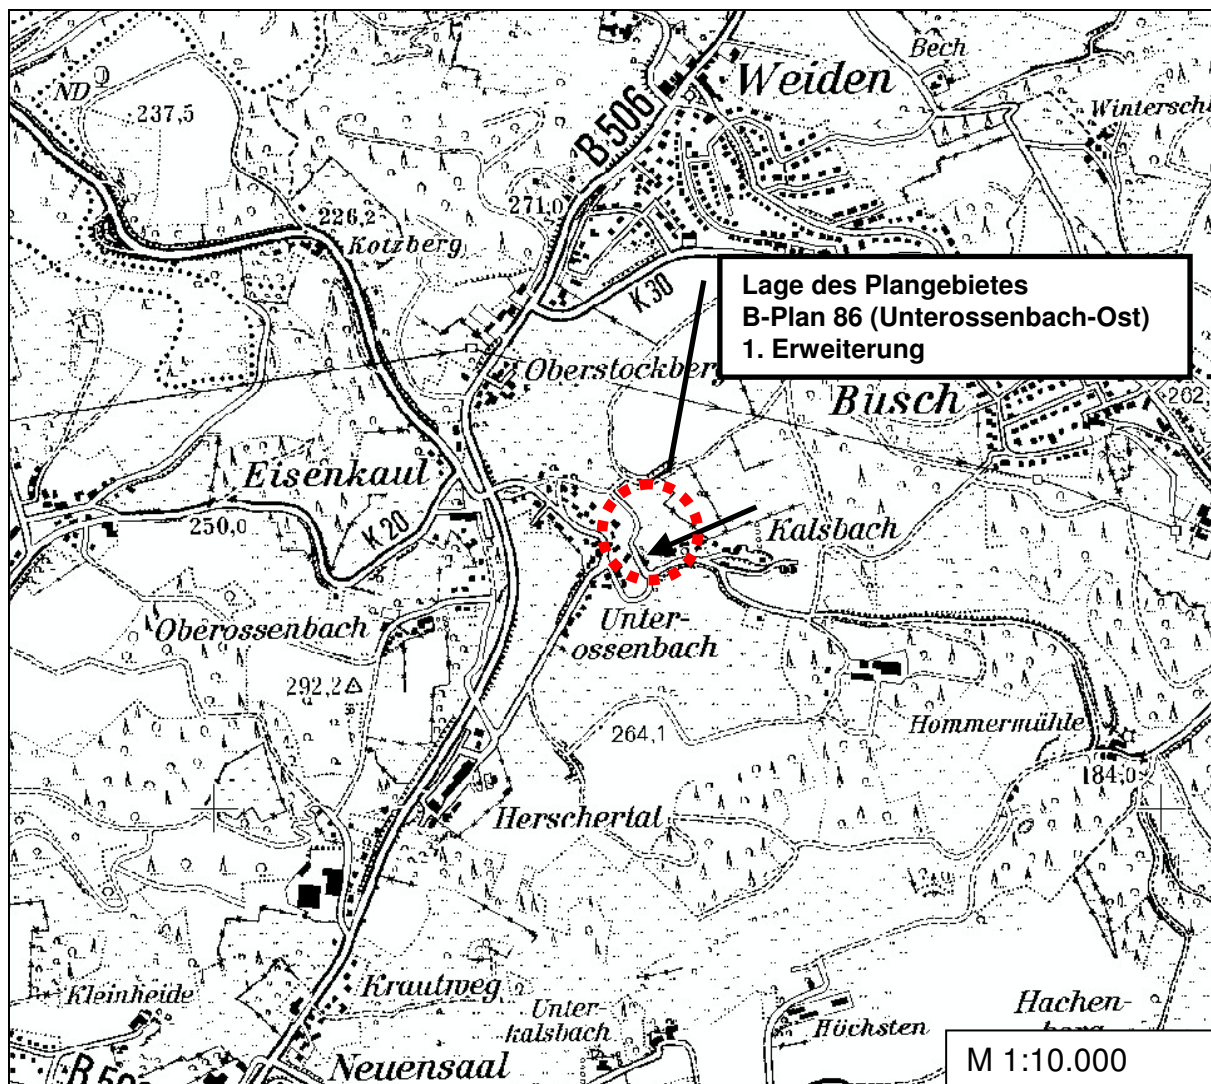 Bech
Weiden
ND
237,5
B 506
271,0
226,2
Kotzberg
K 30
Lage des Plangebietes
B-Plan 86 (Unterossenbach-Ost)
1. Erweiterung
Oberstockberg
Busch
Eisenkaul
250,0
K 20
Kalsbach
Oberossenbach
Unter-
ossenbach
292,2
264,1
Hommermühle
184,0
Herschertal
Kleinheide
Krautweg
Unter-
kalsbach
Höchsten
Hachen-
Neuensaal
M 1:10.000